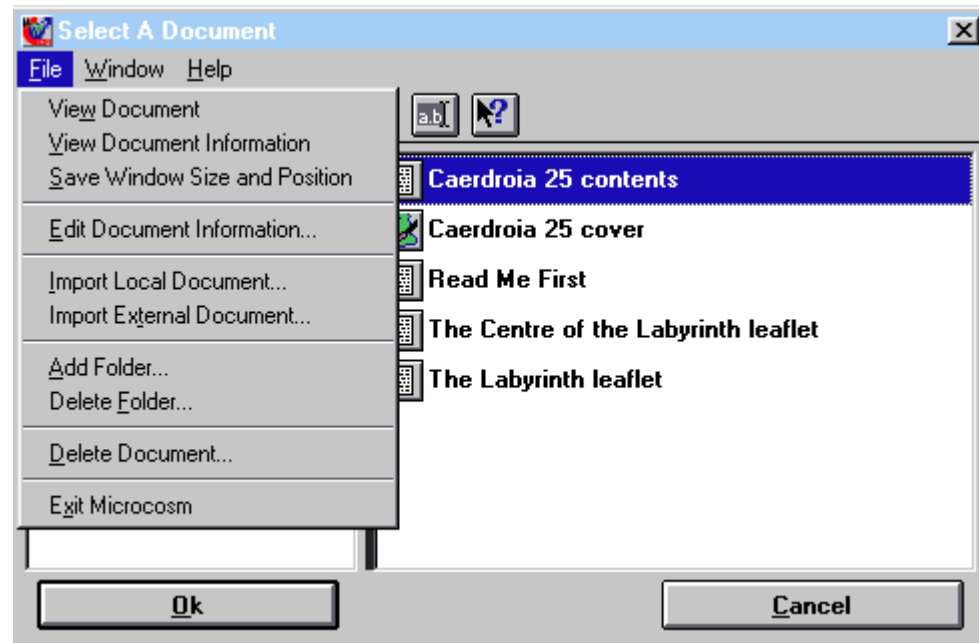 Select A Document
File Window Help
View Document
View Document Information
Save Window Size and Position
Edit Document Information...
Import Local Document...
Import External Document...
Add Folder...
Delete Folder...
Delete Document...
Exit Microcosm
a.b
Caerdroia 25 contents
Caerdroia 25 cover
Read Me First
The Centre of the Labyrinth leaflet
The Labyrinth leaflet
Ok Cancel